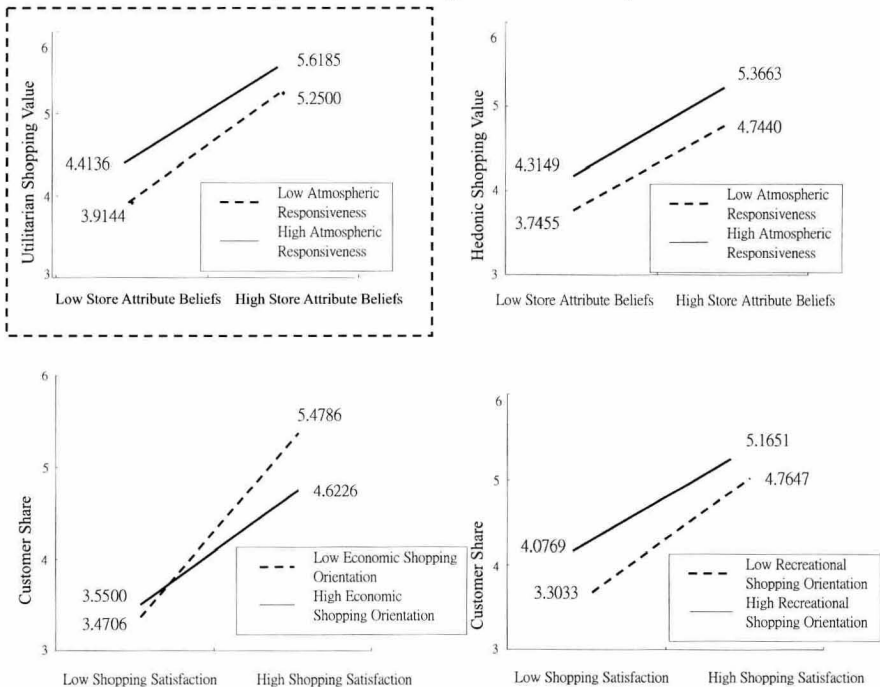 6
5.6185
5
5.2500
4.4136
4
3.9144
3
Utilitarian Shopping Value
Low Atmospheric
Responsiveness
High Atmospheric
Responsiveness
Low Store Attribute Beliefs
High Store Attribute Beliefs
6
5.3663
5
4.7440
4.3149
4
3.7455
3
Hedonic Shopping Value
Low Atmospheric
Responsiveness
High Atmospheric
Responsiveness
Low Store Attribute Beliefs
High Store Attribute Beliefs
6
5.4786
5
4.6226
4
3.5500
3.4706
3
Customer Share
Low Economic Shopping
Orientation
High Economic
Shopping Orientation
Low Shopping Satisfaction
High Shopping Satisfaction
6
5.1651
5
4.7647
4.0769
4
3.3033
3
Customer Share
Low Recreational
Shopping Orientation
High Recreational
Shopping Orientation
Low Shopping Satisfaction
High Shopping Satisfaction